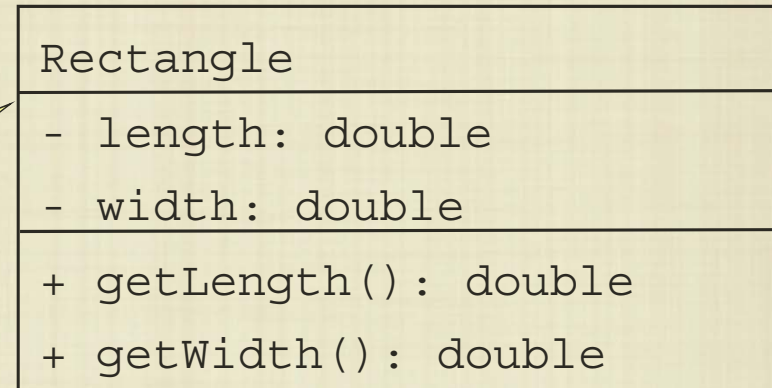 Rectangle
- length: double
- width: double
+ getLength(): double
+ getWidth(): double